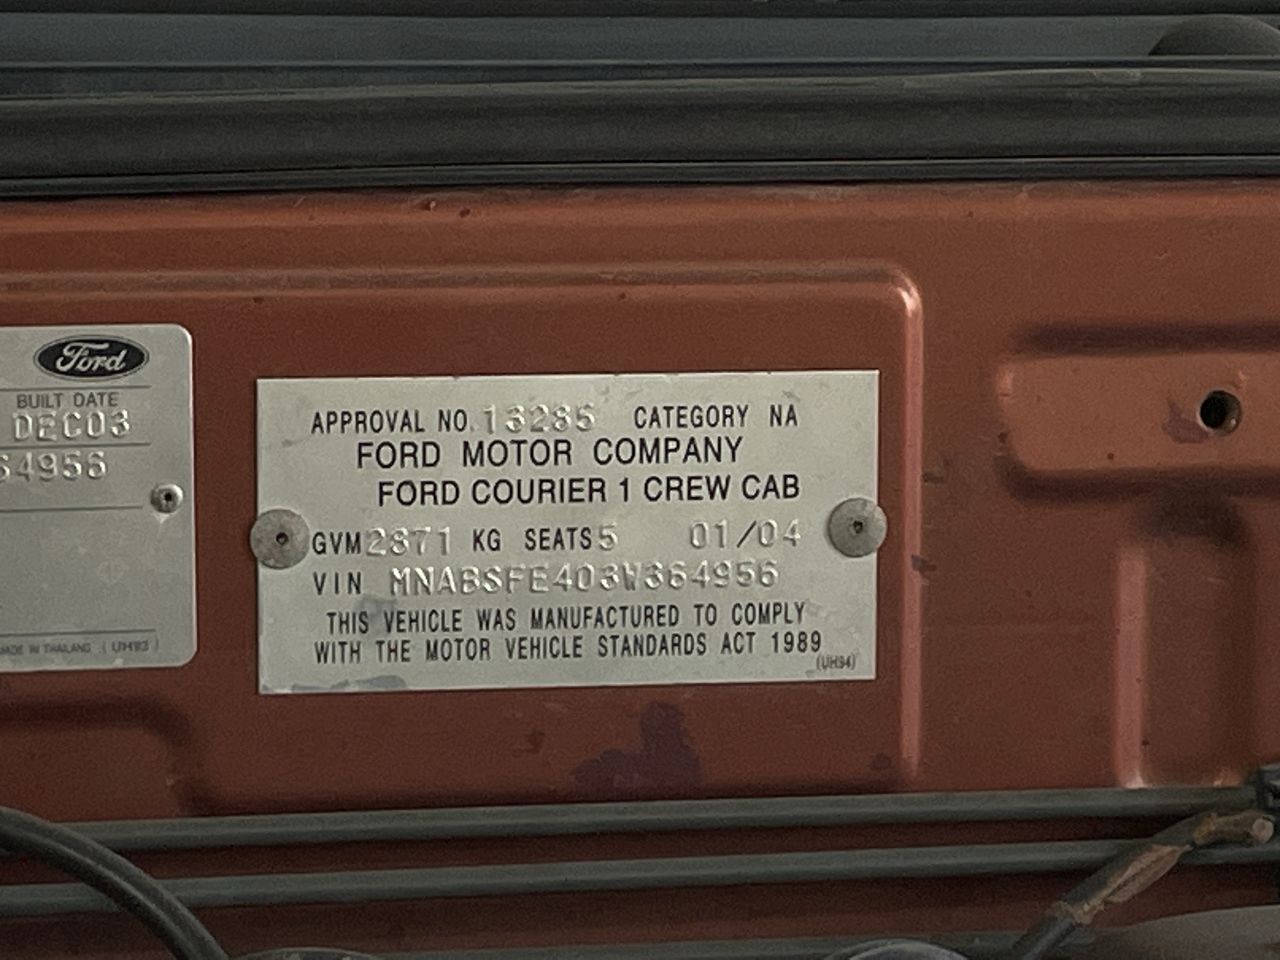 Ford
BUILT DATE
DEC03
64956
MADE IN THAILAND (UH93)
APPROVAL NO. 13285 CATEGORY NA
FORD MOTOR COMPANY
FORD COURIER 1 CREW CAB
GVM 2871 KG SEATS 5 01/04
VIN MNABSFE403W364956
THIS VEHICLE WAS MANUFACTURED TO COMPLY
WITH THE MOTOR VEHICLE STANDARDS ACT 1989
(UH94)